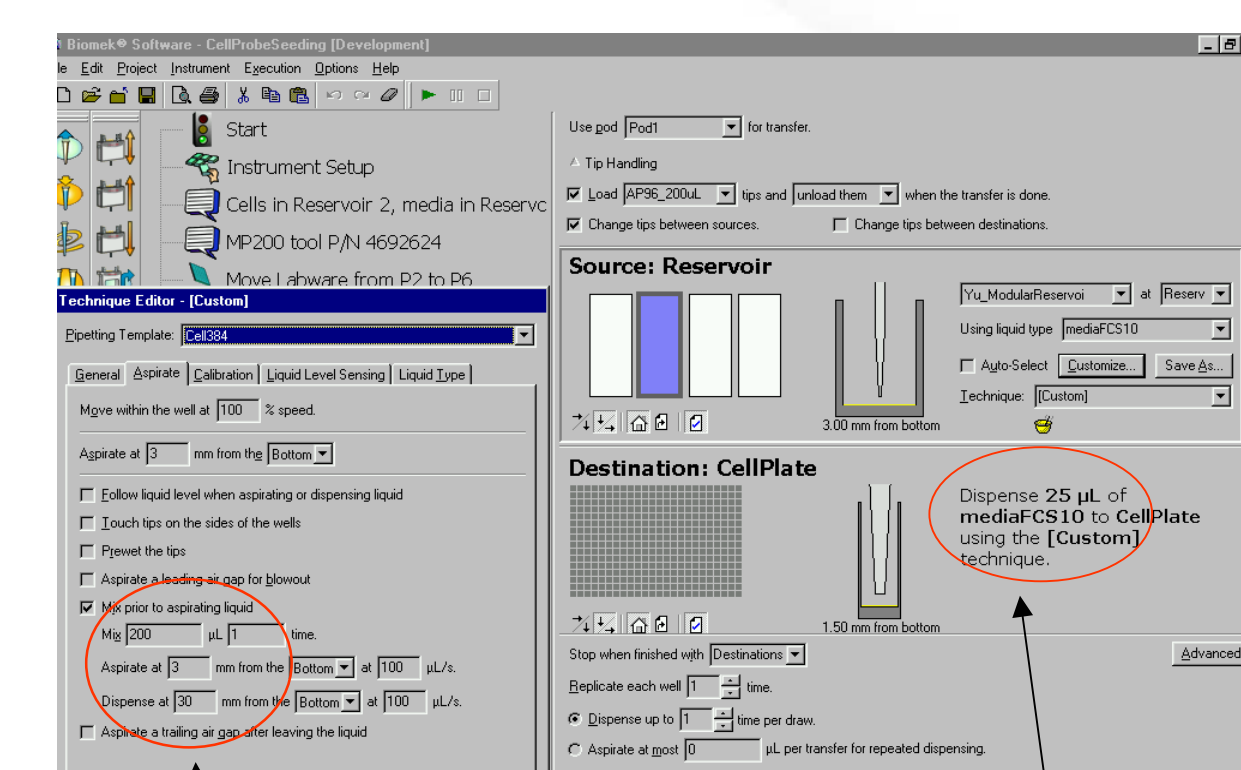 Biomek® Software - CellProbeSeeding [Development]
le Edit Project Instrument Execution Options Help
Start
Instrument Setup
Cells in Reservoir 2, media in Reservo
MP200 tool P/N 4692624
Move Labware from P2 to P6
Technique Editor - [Custom]
Pipetting Template: Cell384
General Aspirate Calibration Liquid Level Sensing Liquid Type
Move within the well at 100 % speed.
Aspirate at 3 mm from the Bottom
Follow liquid level when aspirating or dispensing liquid
Touch tips on the sides of the wells
Prewet the tips
Aspirate a leading air gap for blowout
Mix prior to aspirating liquid
Mix 200 µL 1 time.
Aspirate at 3 mm from the Bottom at 100 µL/s.
Dispense at 30 mm from the Bottom at 100 µL/s.
Aspirate a trailing air gap after leaving the liquid
Use pod Pod1 for transfer.
Tip Handling
Load AP96_200uL tips and unload them when the transfer is done.
Change tips between sources. Change tips between destinations.
Source: Reservoir
Yu_ModularReservoi at Reserv
Using liquid type mediaFCS10
Auto-Select Customize... Save As...
Technique: [Custom]
3.00 mm from bottom
Destination: CellPlate
Dispense 25 µL of
mediaFCS10 to CellPlate
using the [Custom]
technique.
1.50 mm from bottom
Stop when finished with Destinations Advanced
Replicate each well 1 time.
Dispense up to 1 time per draw.
Aspirate at most 0 µL per transfer for repeated dispensing.